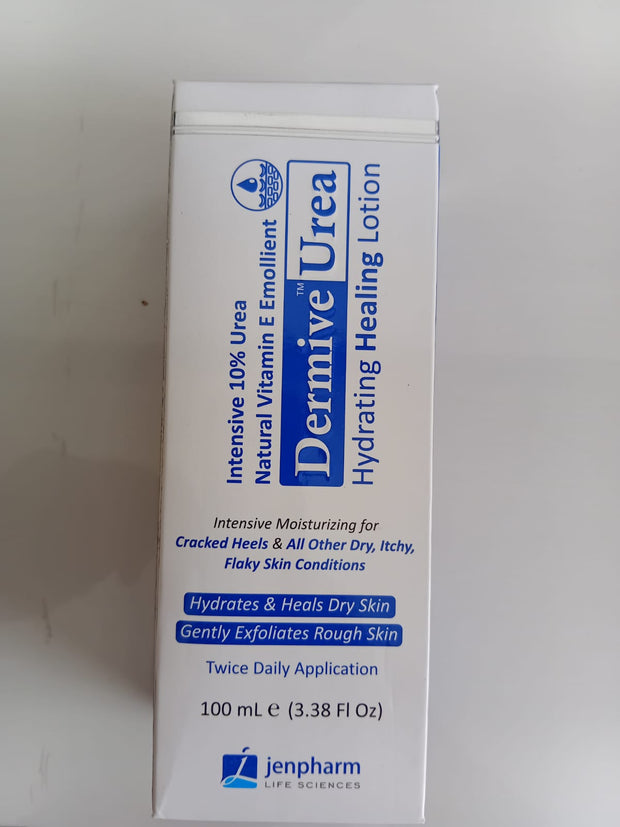 Intensive 10% Urea
Natural Vitamin E Emollient
Dermive™ Urea
Hydrating Healing Lotion
Intensive Moisturizing for
Cracked Heels & All Other Dry, Itchy,
Flaky Skin Conditions
Hydrates & Heals Dry Skin
Gently Exfoliates Rough Skin
Twice Daily Application
100 mL ℮ (3.38 Fl Oz)
jenpharm
LIFE SCIENCES